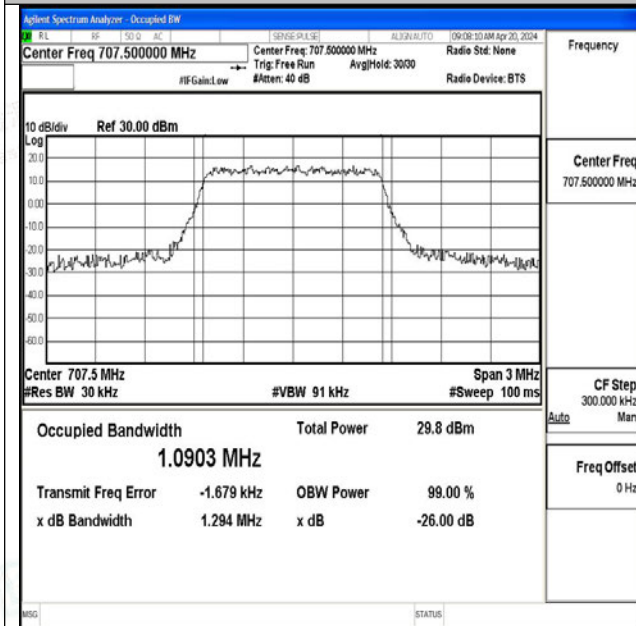 Agilent Spectrum Analyzer - Occupied BW
RL RF 50 Ω AC SENSE:PULSE ALIGN AUTO 09:08:10 AM Apr 20, 2024
Center Freq 707.500000 MHz
Center Freq: 707.500000 MHz
Radio Std: None
Trig: Free Run Avg|Hold: 30/30
#IFGain:Low #Atten: 40 dB Radio Device: BTS
Frequency
10 dB/div Ref 30.00 dBm
Log
20.0
10.0
0.00
-10.0
-20.0
-30.0
-40.0
-50.0
-60.0
Center Freq
707.500000 MHz
Center 707.5 MHz Span 3 MHz
#Res BW 30 kHz #VBW 91 kHz #Sweep 100 ms
CF Step
300.000 kHz
Auto Man
Occupied Bandwidth Total Power 29.8 dBm
1.0903 MHz
Transmit Freq Error -1.679 kHz OBW Power 99.00 %
x dB Bandwidth 1.294 MHz x dB -26.00 dB
Freq Offset
0 Hz
MSG STATUS